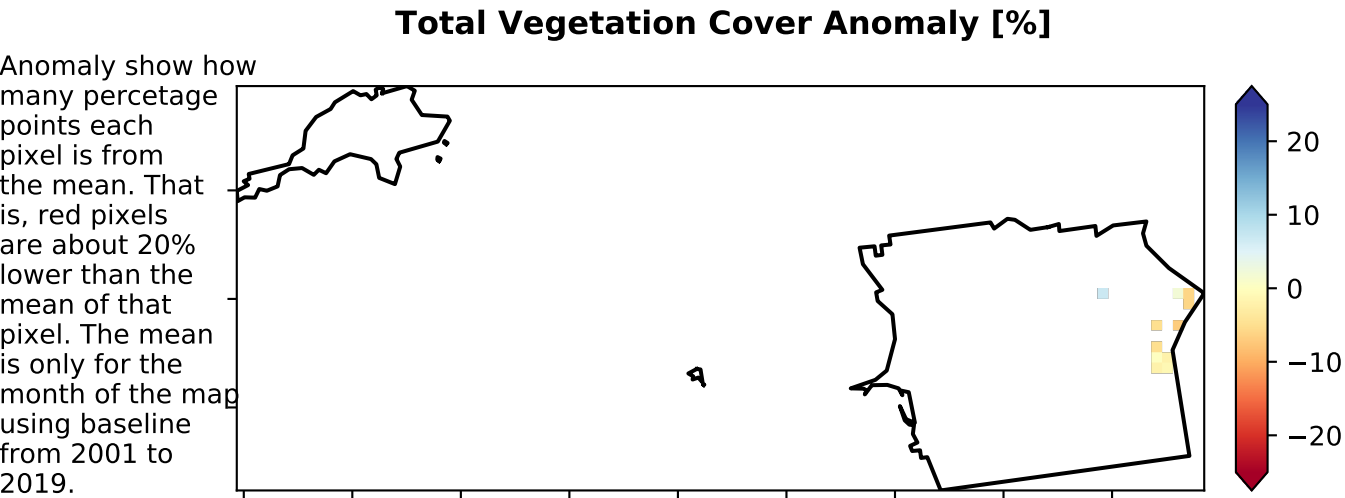 Total Vegetation Cover Anomaly [%]
Anomaly show how
many percetage
points each
pixel is from
the mean. That
is, red pixels
are about 20%
lower than the
mean of that
pixel. The mean
is only for the
month of the map
using baseline
from 2001 to
2019.
20
10
0
−10
−20